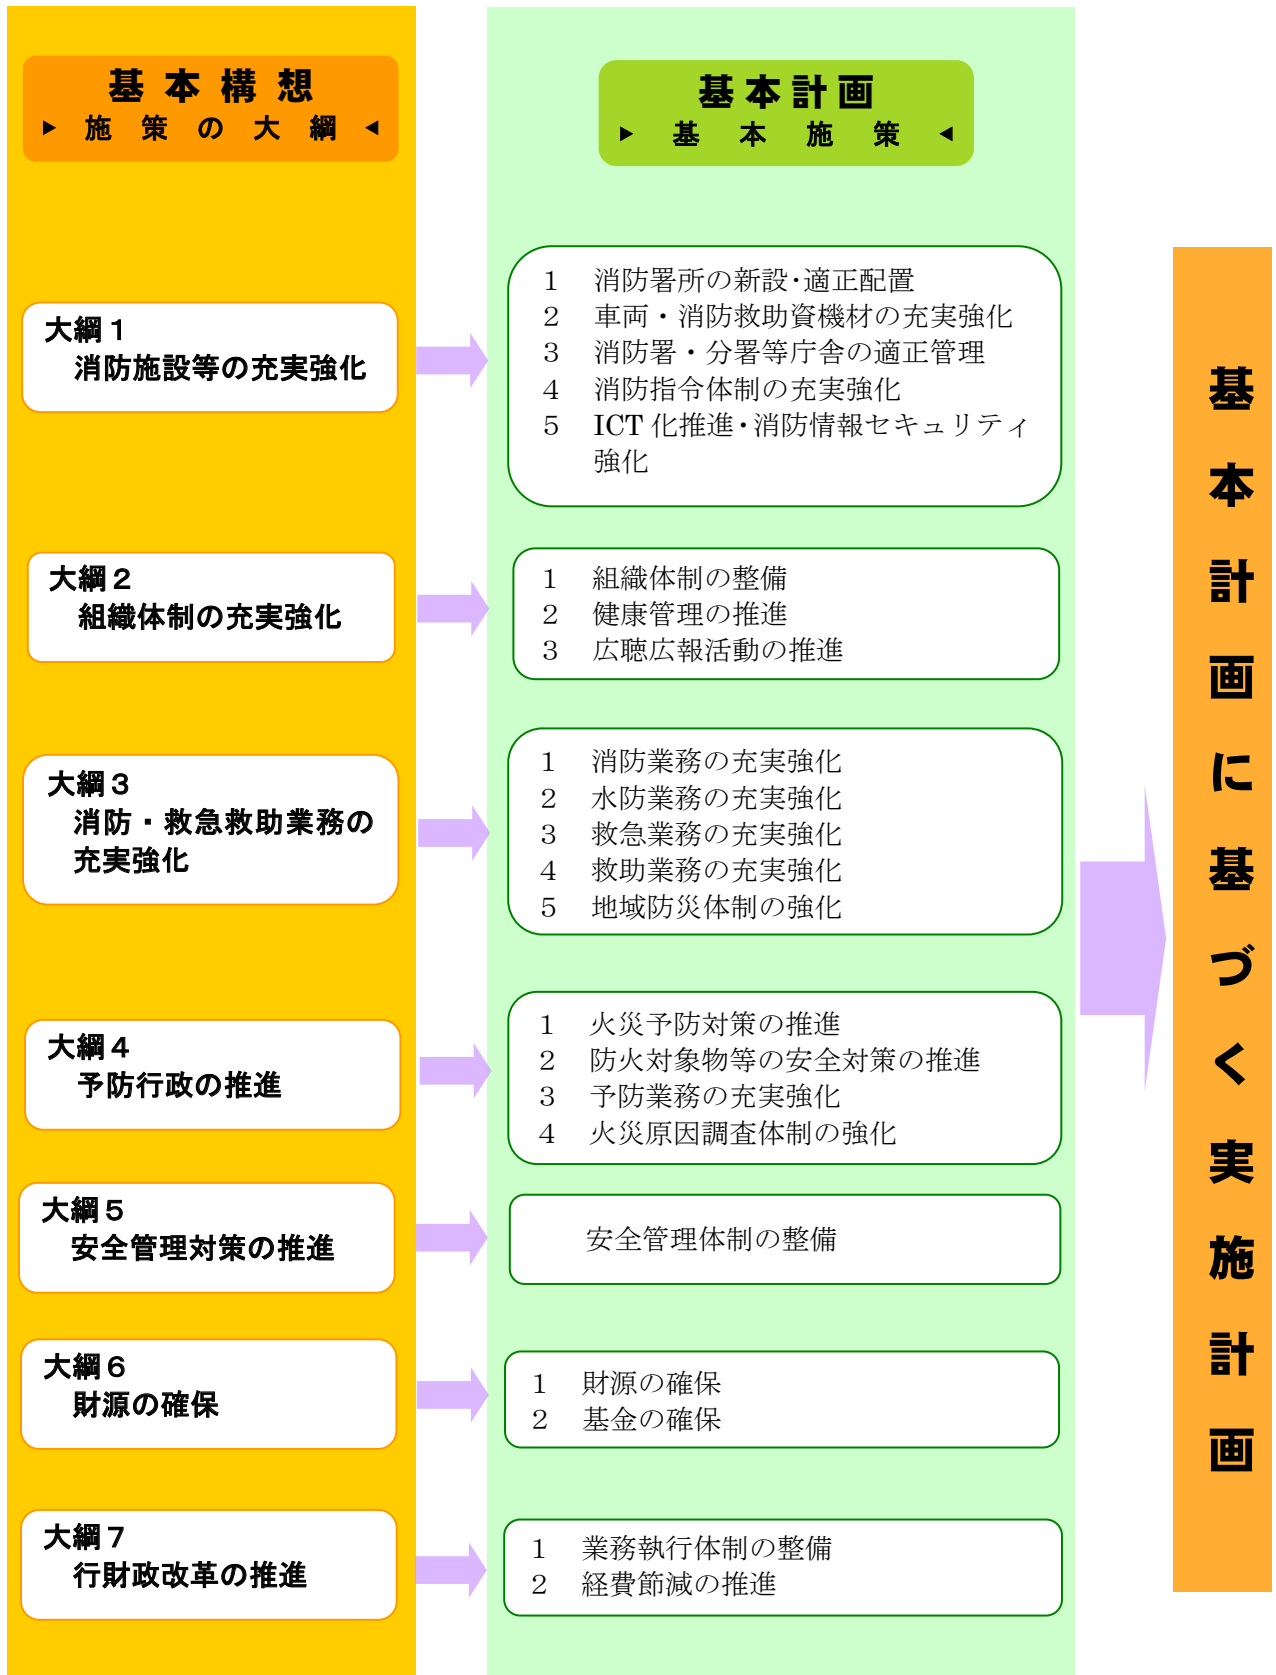 基本構想
▶ 施策の大綱 ◀
大綱１
消防施設等の充実強化
大綱２
組織体制の充実強化
大綱３
消防・救急救助業務の
充実強化
大綱４
予防行政の推進
大綱５
安全管理対策の推進
大綱６
財源の確保
大綱７
行財政改革の推進
基本計画
▶ 基本施策 ◀
１　消防署所の新設・適正配置
２　車両・消防救助資機材の充実強化
３　消防署・分署等庁舎の適正管理
４　消防指令体制の充実強化
５　ICT 化推進・消防情報セキュリティ
強化
１　組織体制の整備
２　健康管理の推進
３　広聴広報活動の推進
１　消防業務の充実強化
２　水防業務の充実強化
３　救急業務の充実強化
４　救助業務の充実強化
５　地域防災体制の強化
１　火災予防対策の推進
２　防火対象物等の安全対策の推進
３　予防業務の充実強化
４　火災原因調査体制の強化
安全管理体制の整備
１　財源の確保
２　基金の確保
１　業務執行体制の整備
２　経費節減の推進
基本計画に基づく実施計画